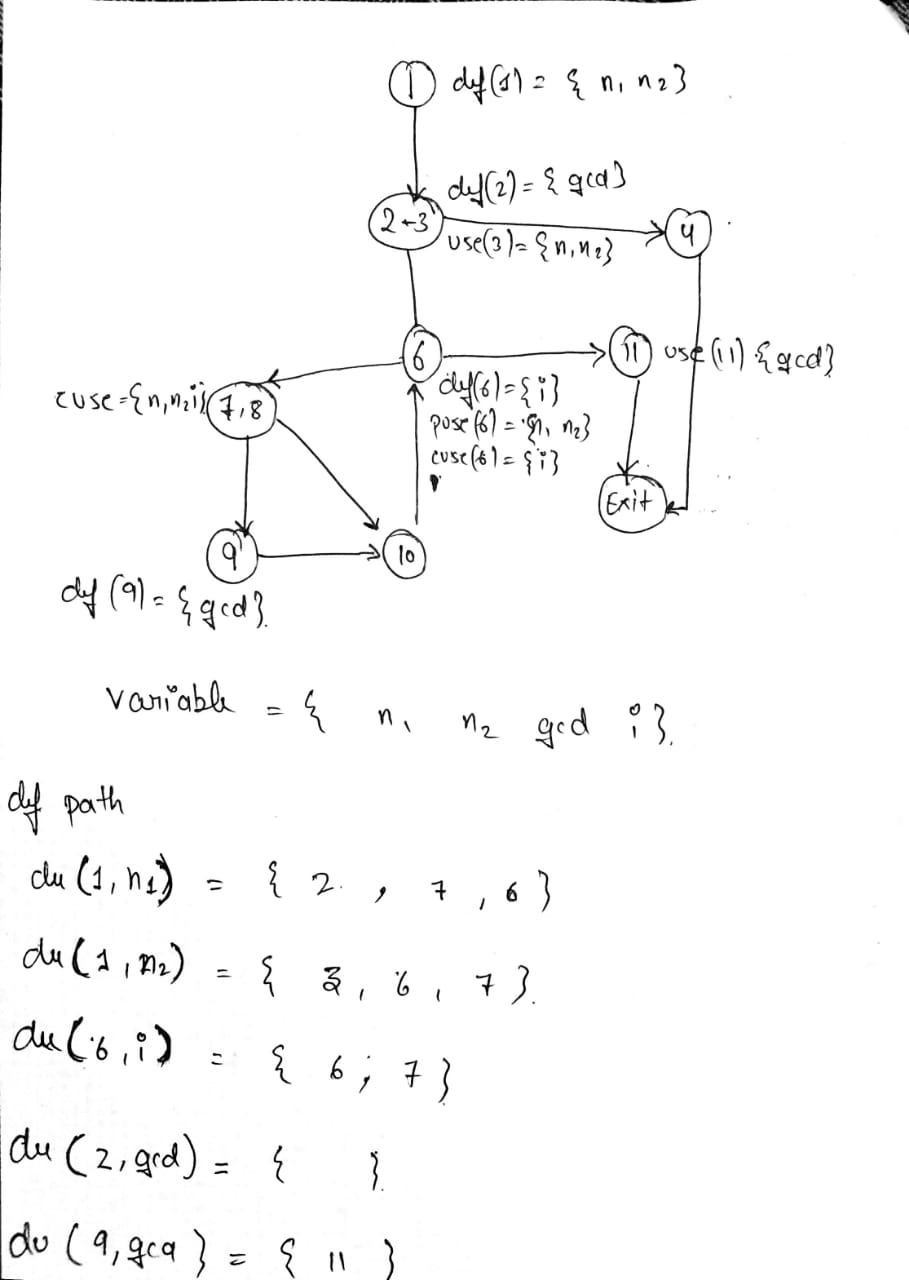 1 def(1) = { n1 n2}
def(2) = { gcd}
2-3 4
use(3) = {n1 n2}
6 11 use(11) {gcd}
def(6) = {i}
cuse = {n1 n2 i} 7,8
puse(6) = {n1 n2}
cuse(6) = {i}
Exit
9 10
def (9) = {gcd}
Variable = { n1 n2 gcd i}
def path
du (1, n1) = { 2 , 7 , 6}
du (1, n2) = { 3, 6, 7}
du (6, i) = { 6, 7}
du (2, gcd) = { }
du (9, gcd } = { 11 }